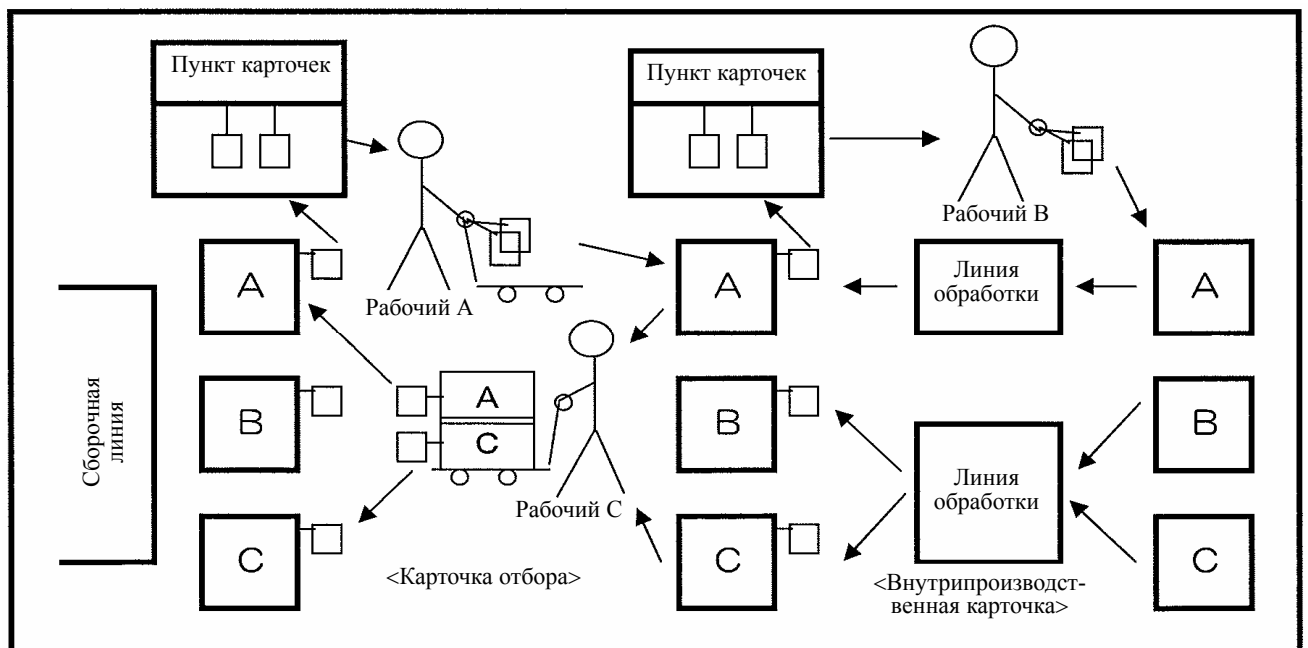 Пункт карточек
Пункт карточек
Рабочий В
Рабочий А
A
A
Линия
обработки
A
Сборочная
линия
A
C
B
B
B
Линия
обработки
Рабочий С
C
C
C
<Карточка отбора>
<Внутрипроизводст-
венная карточка>